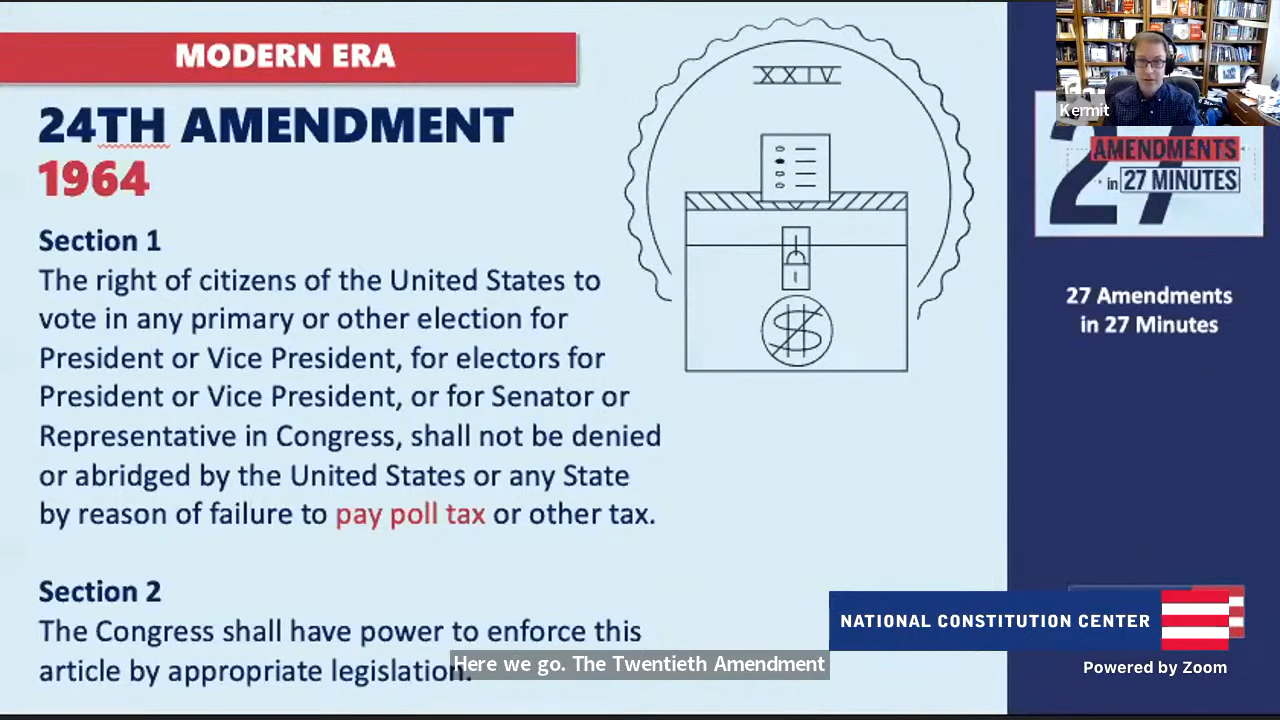 MODERN ERA
24TH AMENDMENT
1964
Section 1
The right of citizens of the United States to
vote in any primary or other election for
President or Vice President, for electors for
President or Vice President, or for Senator or
Representative in Congress, shall not be denied
or abridged by the United States or any State
by reason of failure to pay poll tax or other tax.
Section 2
The Congress shall have power to enforce this
article by appropriate legislation.
XXIV
$
Kermit
27
AMENDMENTS
in 27 MINUTES
27 Amendments
in 27 Minutes
NATIONAL CONSTITUTION CENTER
Powered by Zoom
Here we go. The Twentieth Amendment